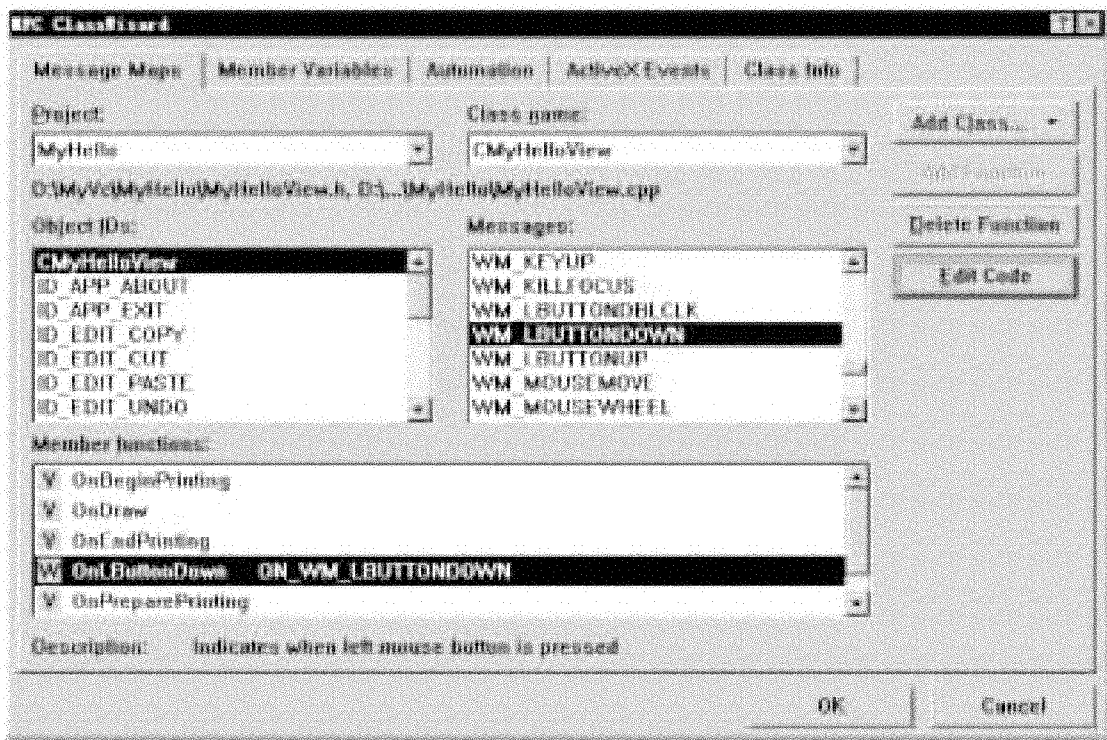 MFC ClassWizard
Message Maps Member Variables Automation ActiveX Events Class Info
Project: Class name:
Add Class...
MyHello CMyHelloView
Add Function
D:\MyVc\MyHello\MyHelloView.h, D:\...\MyHello\MyHelloView.cpp
Object IDs: Messages:
Delete Function
CMyHelloView WM_KEYUP
Edit Code
ID_APP_ABOUT WM_KILLFOCUS
ID_APP_EXIT WM_LBUTTONDBLCLK
ID_EDIT_COPY WM_LBUTTONDOWN
ID_EDIT_CUT WM_LBUTTONUP
ID_EDIT_PASTE WM_MOUSEMOVE
ID_EDIT_UNDO WM_MOUSEWHEEL
Member functions:
V OnBeginPrinting
V OnDraw
V OnEndPrinting
W OnLButtonDown ON_WM_LBUTTONDOWN
V OnPreparePrinting
Description: Indicates when left mouse button is pressed
OK Cancel